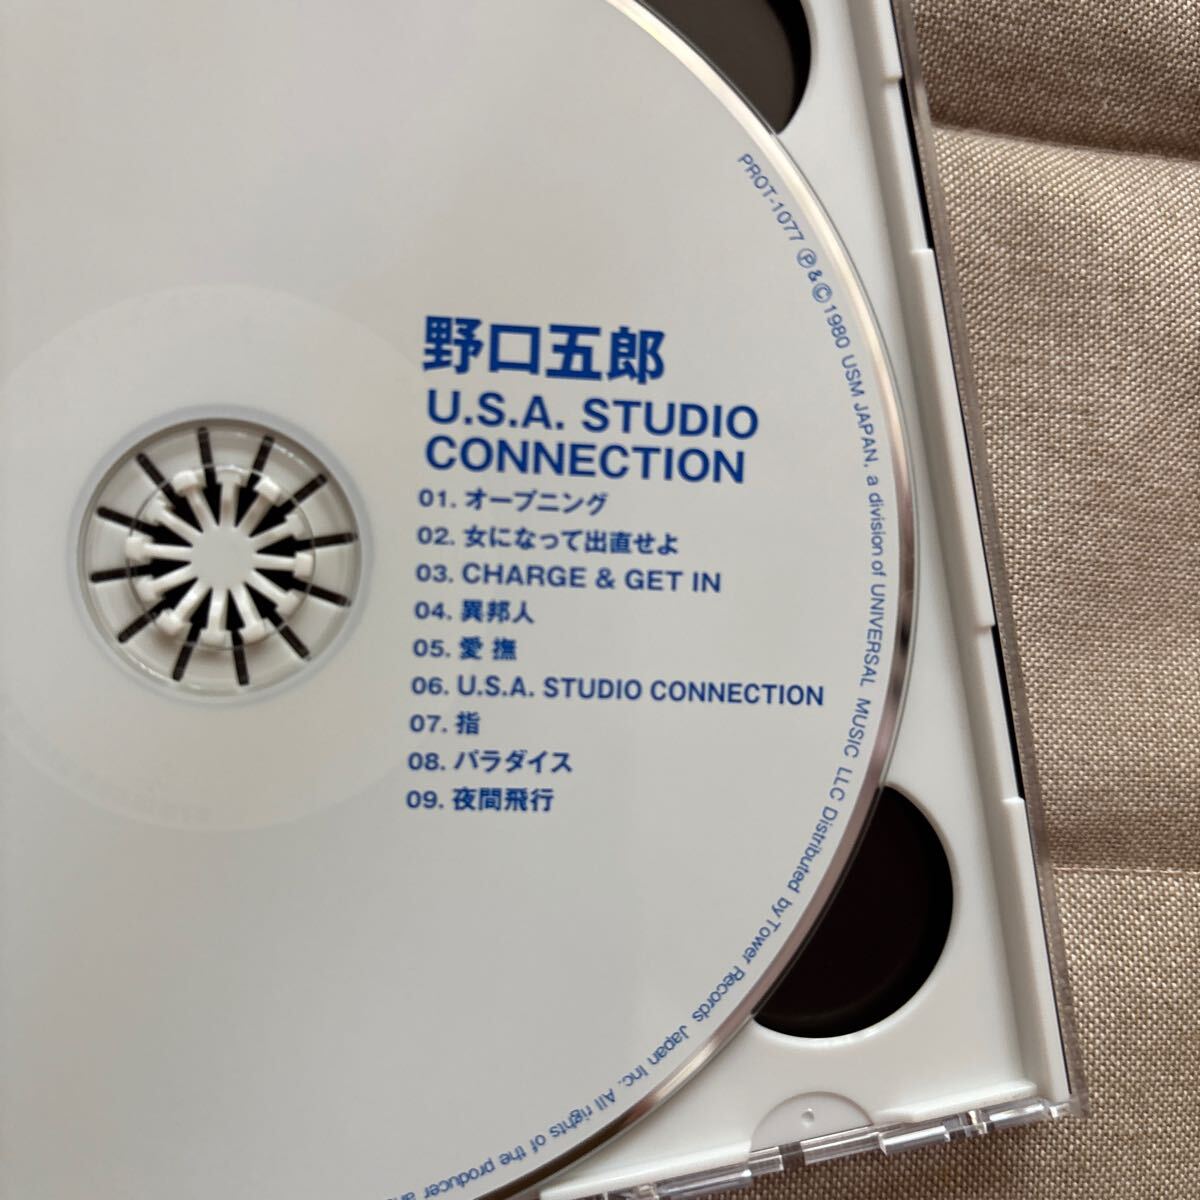 野口五郎
U.S.A. STUDIO
CONNECTION
01. オープニング
02. 女になって出直せよ
03. CHARGE & GET IN
04. 異邦人
05. 愛 撫
06. U.S.A. STUDIO CONNECTION
07. 指
08. パラダイス
09. 夜間飛行
PROT-1077 Ⓟ&©1980 USM JAPAN, a division of UNIVERSAL MUSIC LLC Distributed by Tower Records Japan Inc. All rights of the producer and